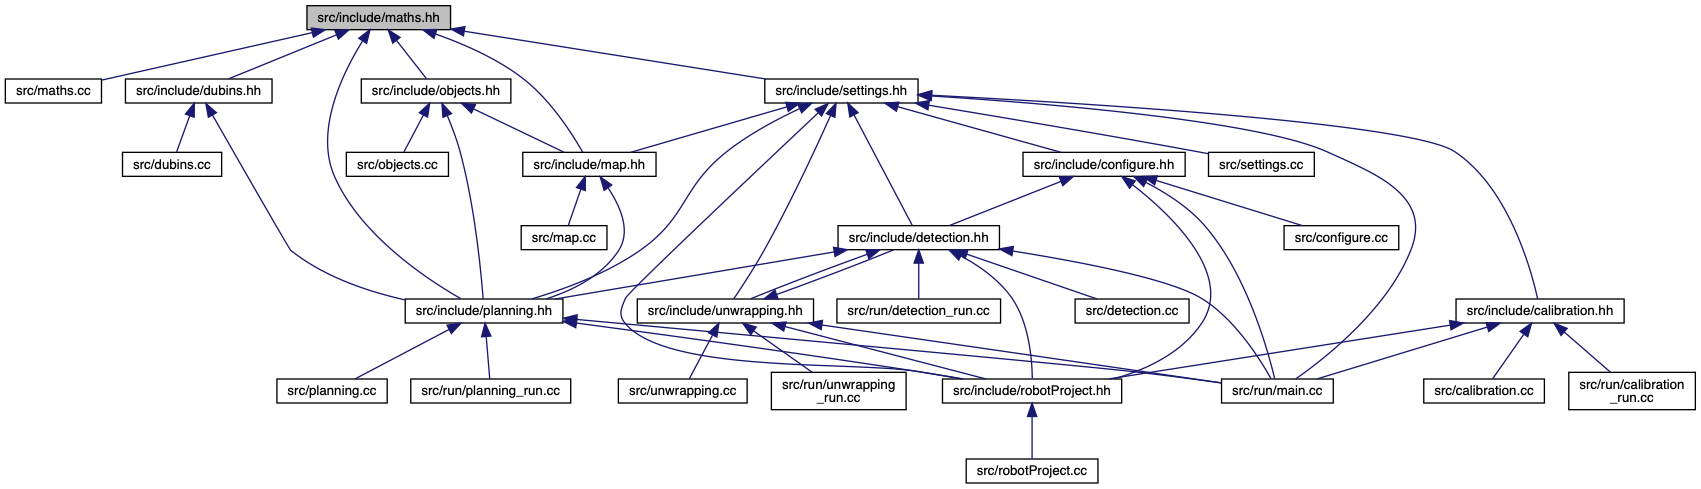 src/include/maths.hh
src/maths.cc
src/include/dubins.hh
src/include/objects.hh
src/include/settings.hh
src/dubins.cc
src/objects.cc
src/include/map.hh
src/include/configure.hh
src/settings.cc
src/map.cc
src/include/detection.hh
src/configure.cc
src/include/planning.hh
src/include/unwrapping.hh
src/run/detection_run.cc
src/detection.cc
src/include/calibration.hh
src/planning.cc
src/run/planning_run.cc
src/unwrapping.cc
src/run/unwrapping
_run.cc
src/include/robotProject.hh
src/run/main.cc
src/calibration.cc
src/run/calibration
_run.cc
src/robotProject.cc